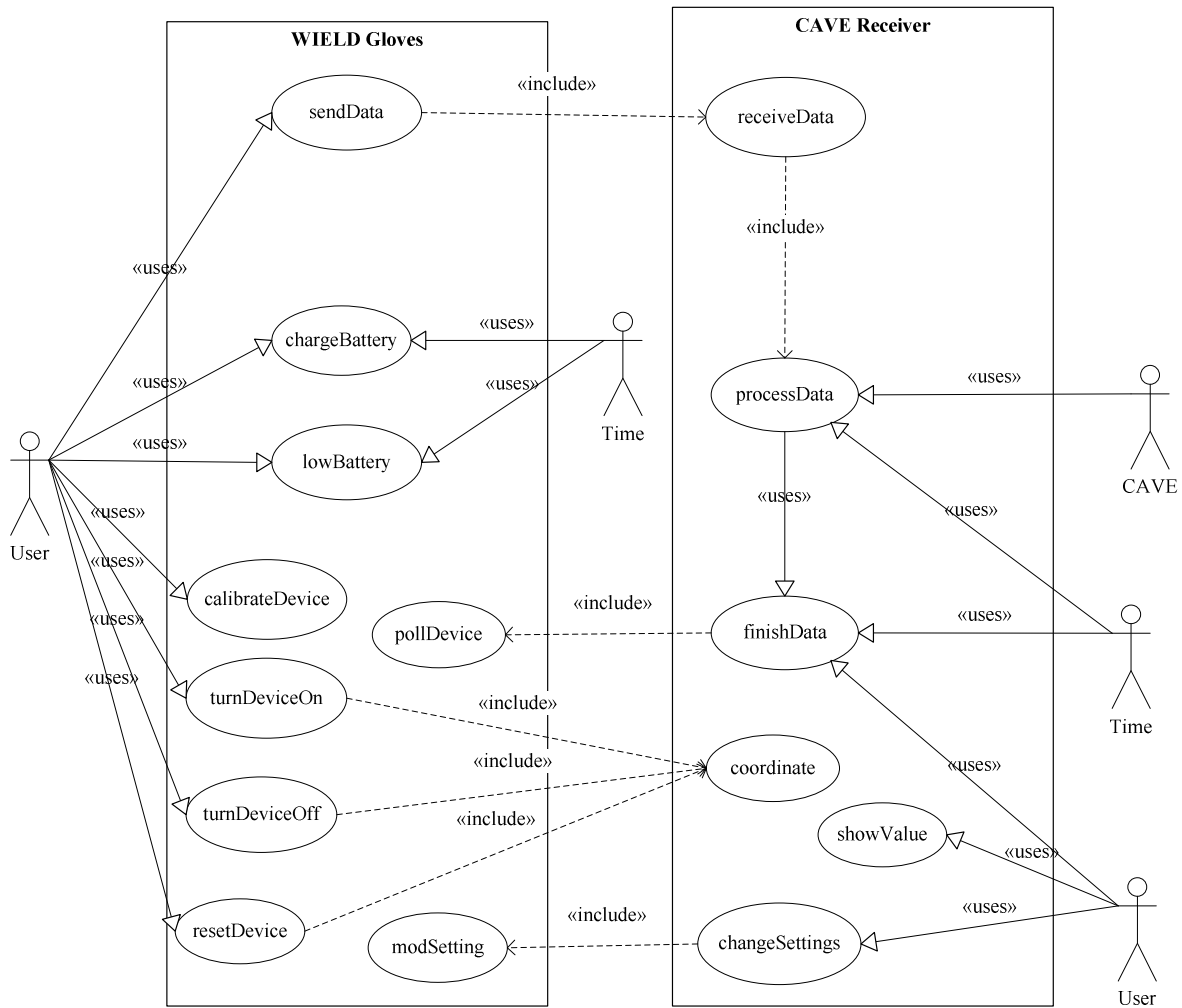 WIELD Gloves
CAVE Receiver
«include»
sendData
receiveData
«include»
«uses»
«uses»
chargeBattery
«uses»
«uses»
«uses»
processData
«uses»
Time
«uses»
lowBattery
CAVE
«uses»
«uses»
«uses»
User
«uses»
calibrateDevice
«include»
«uses»
pollDevice
finishData
«uses»
«uses»
turnDeviceOn
«include»
Time
«include»
coordinate
«uses»
turnDeviceOff
«include»
showValue
«uses»
«include»
«uses»
resetDevice
modSetting
changeSettings
User